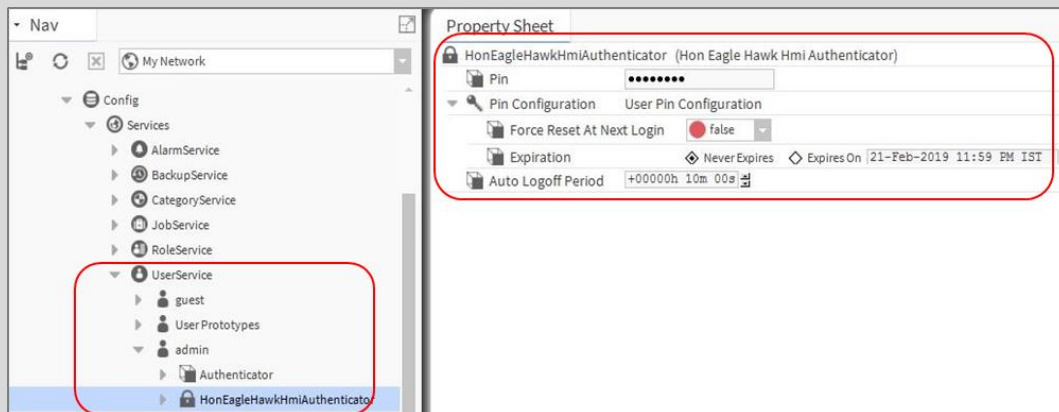 Nav
My Network
Config
Services
AlarmService
BackupService
CategoryService
JobService
RoleService
UserService
guest
User Prototypes
admin
Authenticator
HonEagleHawkHmiAuthenticator
Property Sheet
HonEagleHawkHmiAuthenticator (Hon Eagle Hawk Hmi Authenticator)
Pin ••••••••
Pin Configuration User Pin Configuration
Force Reset At Next Login false
Expiration Never Expires Expires On 21-Feb-2019 11:59 PM IST
Auto Logoff Period +00000h 10m 00s